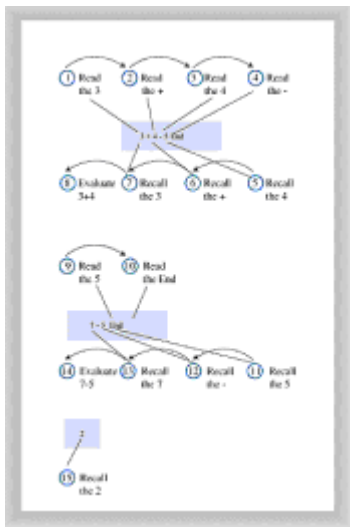 1 Read the 3
2 Read the +
3 Read the 4
4 Read the -
3 + 4 - 5 End
8 Evaluate 3+4
7 Recall the 3
6 Recall the +
5 Recall the 4
9 Read the 5
10 Read the End
7 - 5 End
14 Evaluate 7-5
13 Recall the 7
12 Recall the -
11 Recall the 5
2
15 Recall the 2